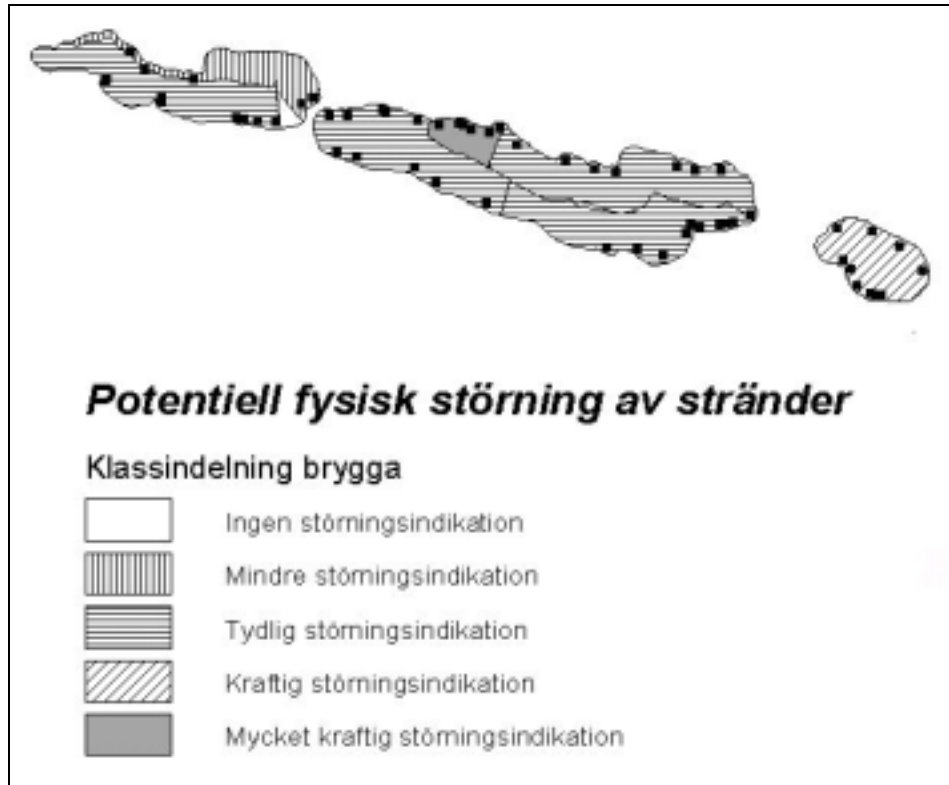 Potentiell fysisk störning av stränder
Klassindelning brygga
Ingen störningsindikation
Mindre störningsindikation
Tydlig störningsindikation
Kraftig störningsindikation
Mycket kraftig störningsindikation